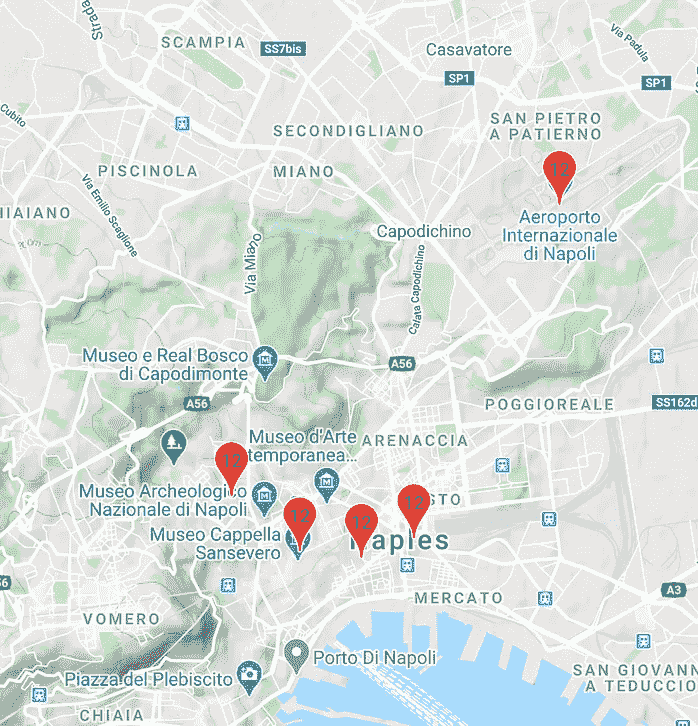 Strada
SCAMPIA
SS7bis
Casavatore
Via Padula
SP1
SP1
Cubito
SAN PIETRO
A PATIERNO
SECONDIGLIANO
PISCINOLA
MIANO
12
Via Emilio Scaglione
HIAIANO
Aeroporto
Internazionale
di Napoli
Capodichino
Via Miano
Calata Capodichino
Museo e Real Bosco
di Capodimonte
A56
A56
POGGIOREALE
SS162d
Museo d'Arte
temporanea...
ARENACCIA
12
Museo Archeologico
Nazionale di Napoli
STO
12
12
12
Museo Cappella
Sansevero
Naples
56
A3
MERCATO
VOMERO
Porto Di Napoli
SAN GIOVANN
A TEDUCCIO
Piazza del Plebiscito
CHIAIA